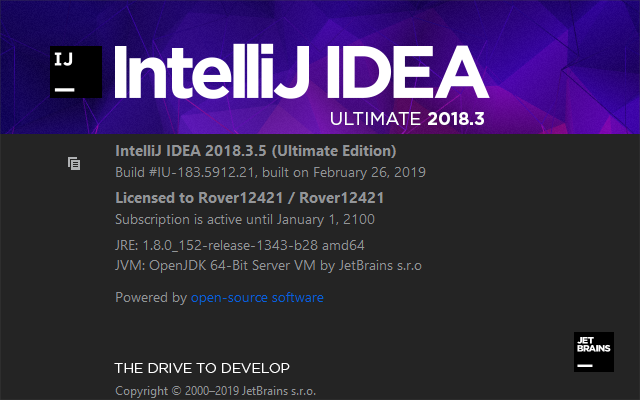 IJ
IntelliJ IDEA
ULTIMATE 2018.3
IntelliJ IDEA 2018.3.5 (Ultimate Edition)
Build #IU-183.5912.21, built on February 26, 2019
Licensed to Rover12421 / Rover12421
Subscription is active until January 1, 2100
JRE: 1.8.0_152-release-1343-b28 amd64
JVM: OpenJDK 64-Bit Server VM by JetBrains s.r.o
Powered by open-source software
JET
BRAINS
THE DRIVE TO DEVELOP
Copyright © 2000–2019 JetBrains s.r.o.